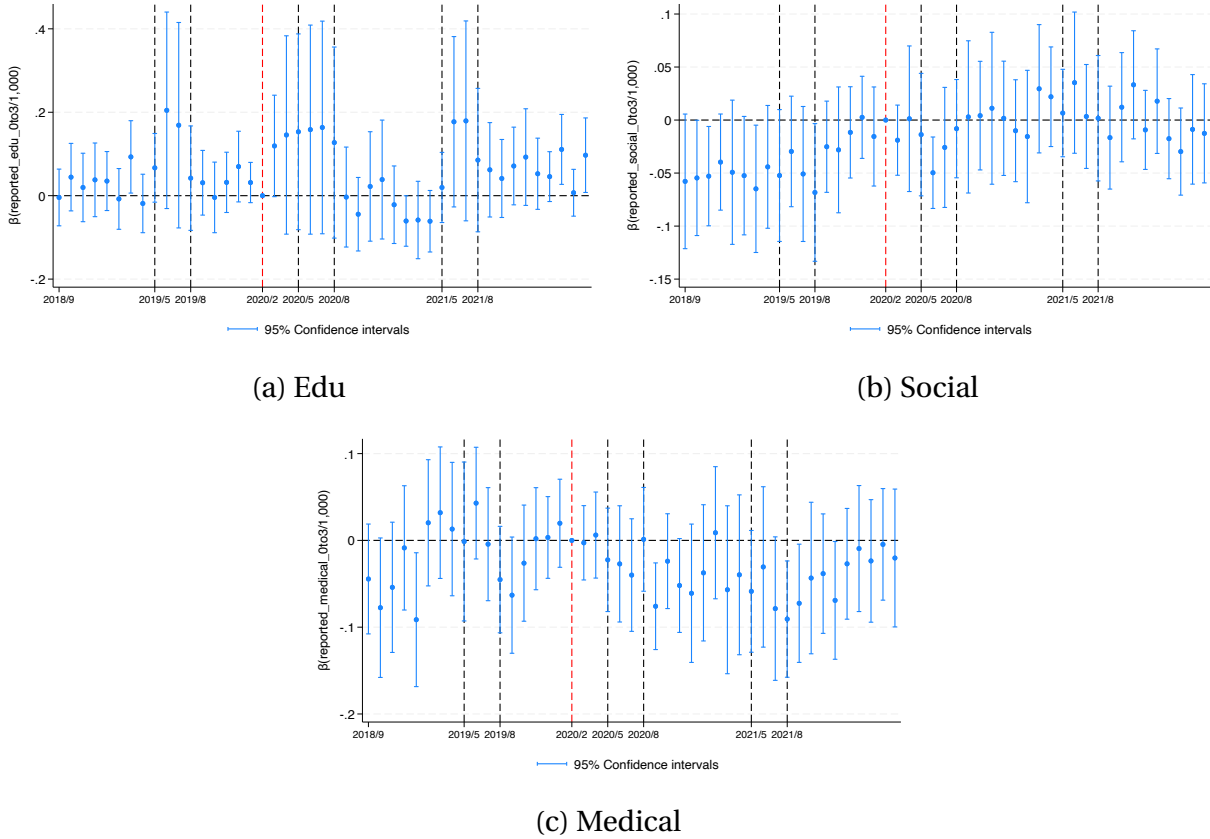 β(reported_edu_0to3/1,000)
.4
.2
0
-.2
2018/9 2019/5 2019/8 2020/2 2020/5 2020/8 2021/5 2021/8
95% Confidence intervals
(a) Edu
β(reported_social_0to3/1,000)
.1
.05
0
-.05
-.1
-.15
2018/9 2019/5 2019/8 2020/2 2020/5 2020/8 2021/5 2021/8
95% Confidence intervals
(b) Social
β(reported_medical_0to3/1,000)
.1
0
-.1
-.2
2018/9 2019/5 2019/8 2020/2 2020/5 2020/8 2021/5 2021/8
95% Confidence intervals
(c) Medical